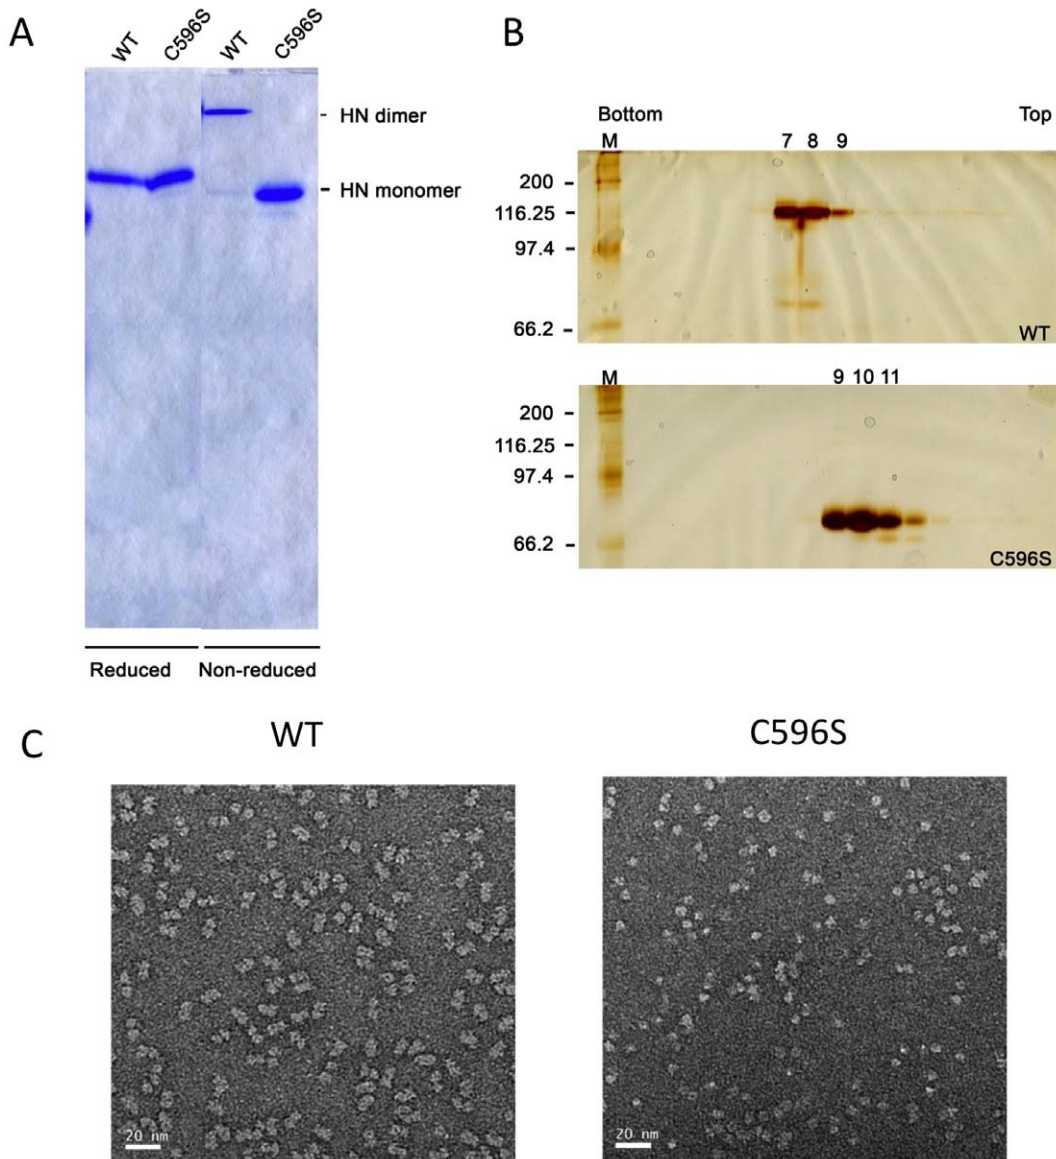 A
WT C596S WT C596S
HN dimer
HN monomer
Reduced Non-reduced
B
Bottom Top
M 7 8 9
200
116.25
97.4
66.2
WT
M 9 10 11
200
116.25
97.4
66.2
C596S
C
WT C596S
20 nm
20 nm